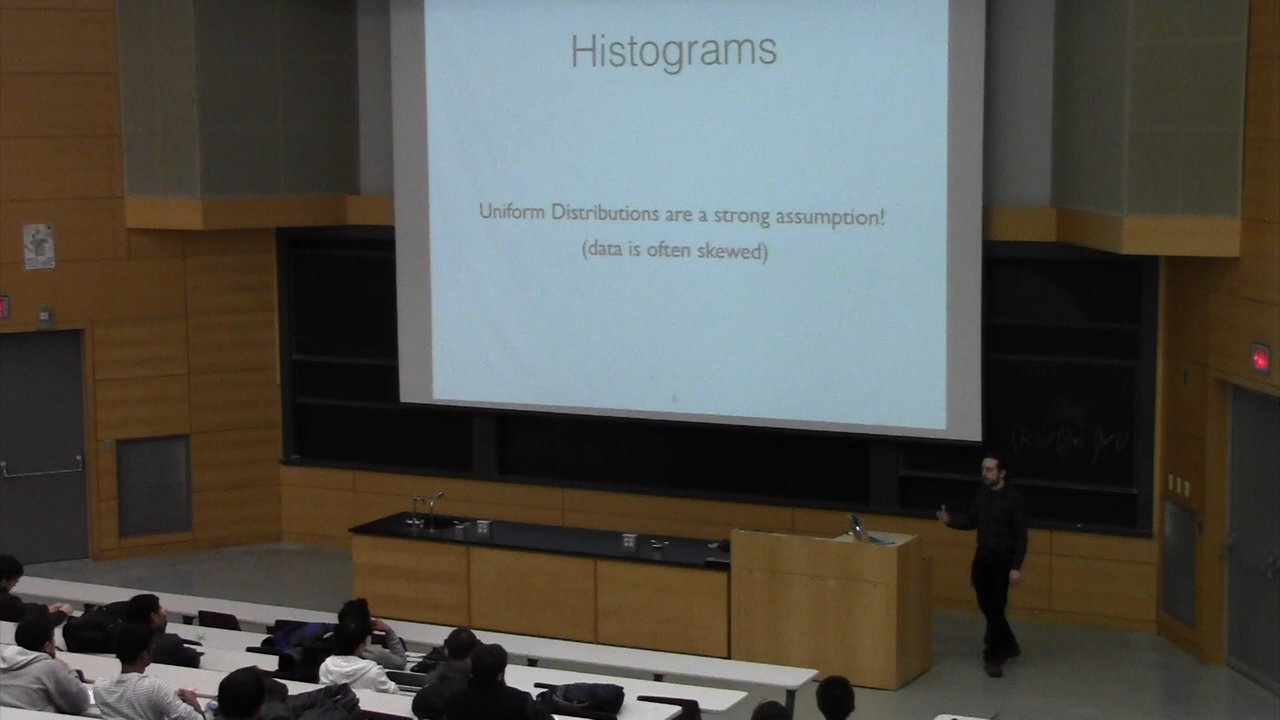 Histograms
Uniform Distributions are a strong assumption!
(data is often skewed)